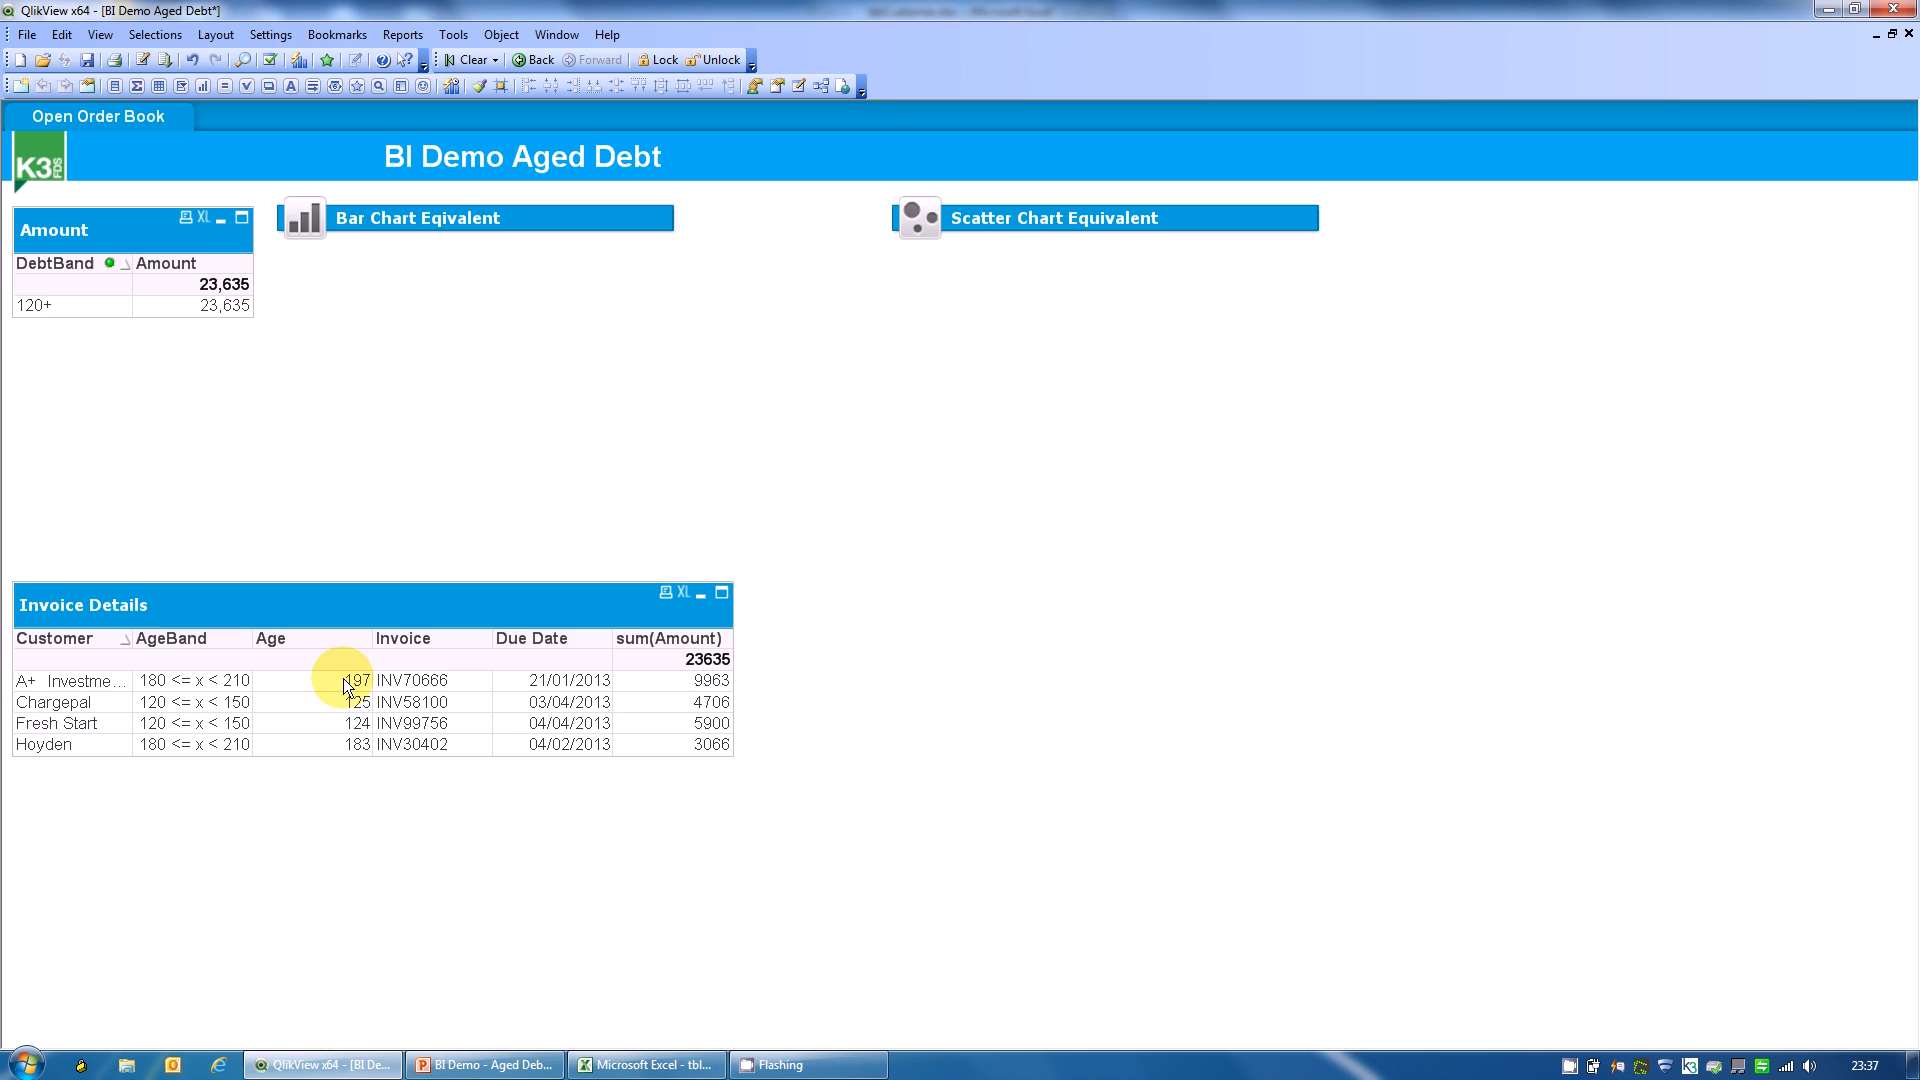 QlikView x64 - [BI Demo Aged Debt*]
File Edit View Selections Layout Settings Bookmarks Reports Tools Object Window Help
Clear Back Forward Lock Unlock
Open Order Book
K3 FDS
BI Demo Aged Debt
Amount
XL
DebtBand Amount
23,635
120+ 23,635
Bar Chart Eqivalent
Scatter Chart Equivalent
Invoice Details
XL
Customer AgeBand Age Invoice Due Date sum(Amount)
23635
A+ Investme... 180 <= x < 210 197 INV70666 21/01/2013 9963
Chargepal 120 <= x < 150 125 INV58100 03/04/2013 4706
Fresh Start 120 <= x < 150 124 INV99756 04/04/2013 5900
Hoyden 180 <= x < 210 183 INV30402 04/02/2013 3066
QlikView x64 - [BI De... BI Demo - Aged Deb... Microsoft Excel - tbl... Flashing K3 23:37